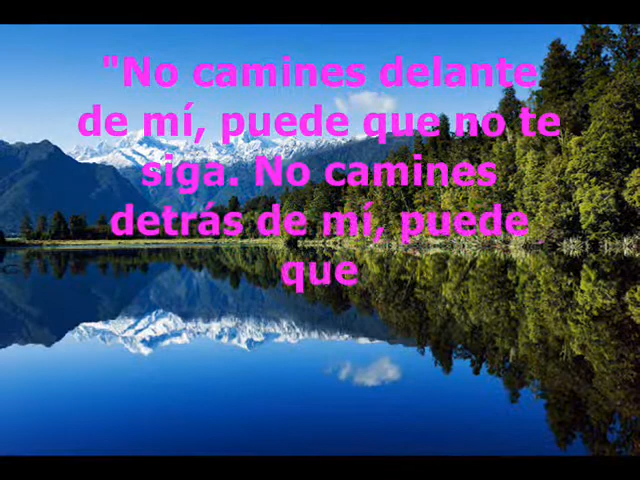 "No camines delante
de mí, puede que no te
siga. No camines
detrás de mí, puede
que